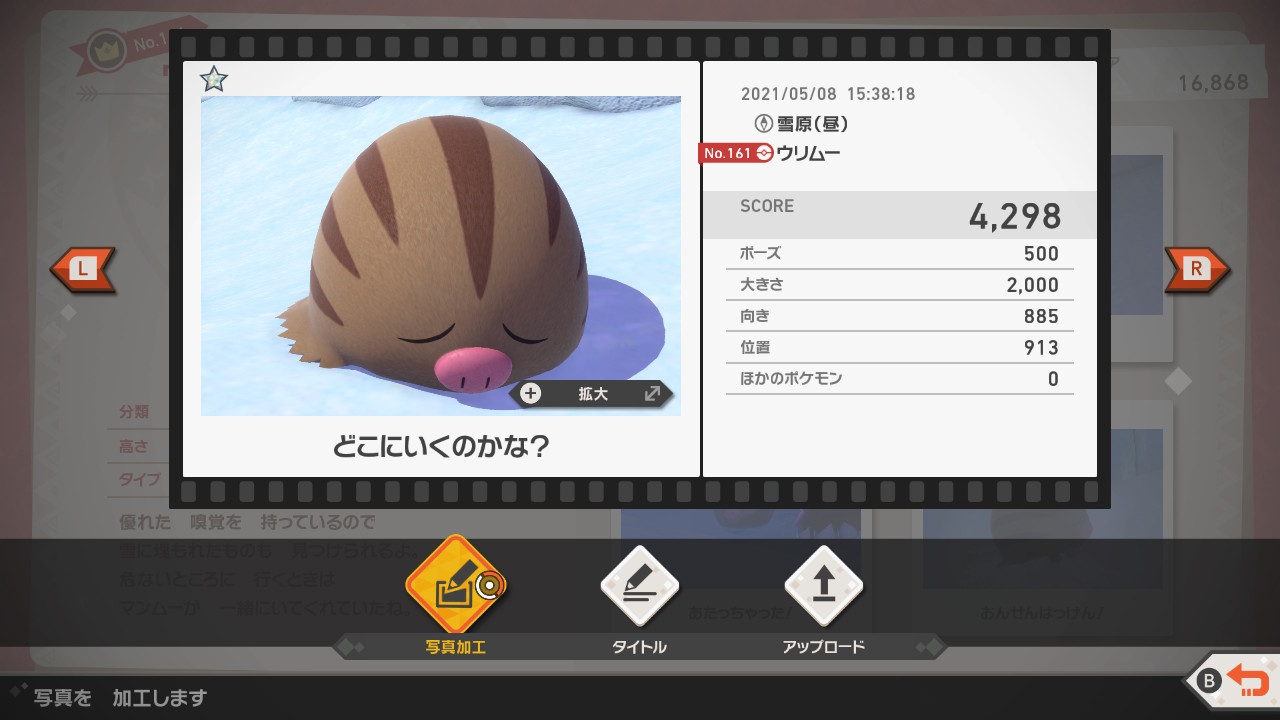 No.1
16,868
2021/05/08 15:38:18
雪原(昼)
No.161 ウリムー
SCORE 4,298
ポーズ 500
大きさ 2,000
向き 885
位置 913
ほかのポケモン 0
+ 拡大
どこにいくのかな?
L
R
分類
高さ
タイプ
優れた 嗅覚を 持っているので
雪に埋もれたものも 見つけられるよ。
危ないところに 行くときは
マンムーが 一緒にいてくれていたね。
あたっちゃった!
おんせんはっけん!
写真加工
タイトル
アップロード
写真を 加工します
B